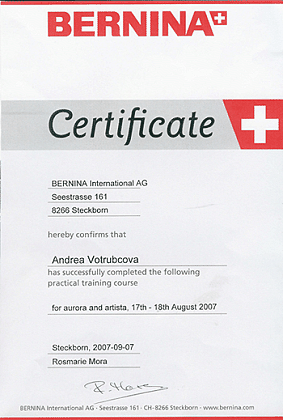 BERNINA
Certificate
BERNINA International AG
Seestrasse 161
8266 Steckborn
hereby confirms that
Andrea Votrubcova
has successfully completed the following
practical training course
for aurora and artista, 17th - 18th August 2007
Steckborn, 2007-09-07
Rosmarie Mora
R. Mora
BERNINA International AG · Seestrasse 161 · CH-8266 Steckborn · www.bernina.com